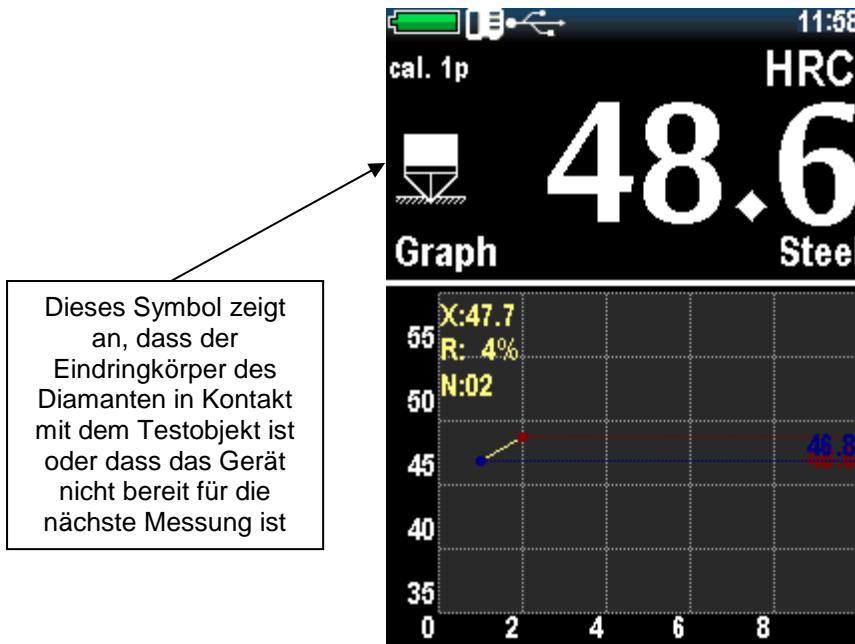 11:58
cal. 1p
HRC
48.6
Graph
Steel
Dieses Symbol zeigt
an, dass der
Eindringkörper des
Diamanten in Kontakt
mit dem Testobjekt ist
oder dass das Gerät
nicht bereit für die
nächste Messung ist
X:47.7
R: 4%
N:02
55
50
45
40
35
46.8
0 2 4 6 8